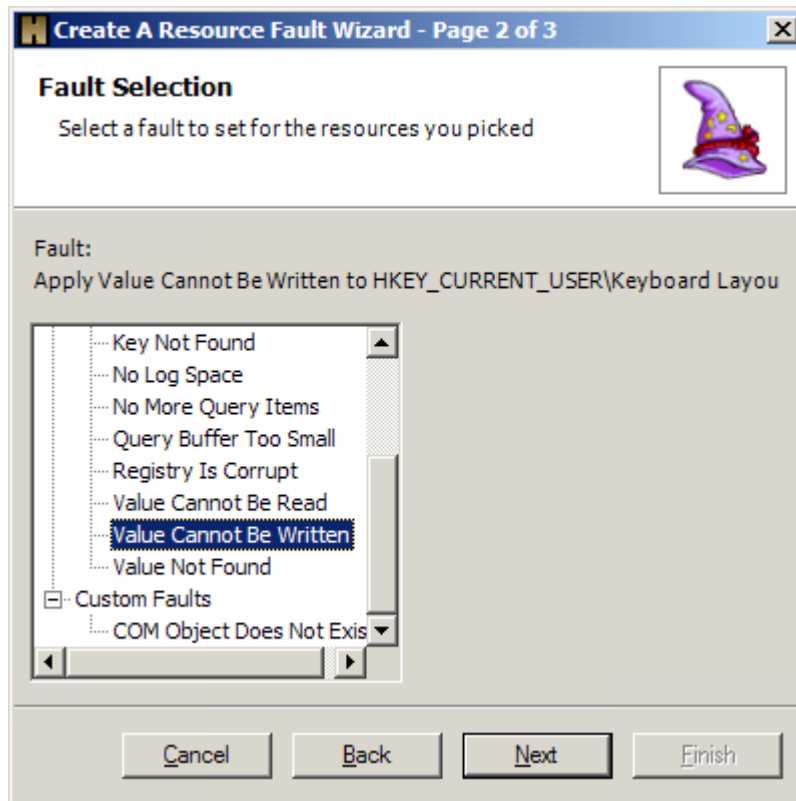 Create A Resource Fault Wizard - Page 2 of 3
Fault Selection
Select a fault to set for the resources you picked
Fault:
Apply Value Cannot Be Written to HKEY_CURRENT_USER\Keyboard Layou
Key Not Found
No Log Space
No More Query Items
Query Buffer Too Small
Registry Is Corrupt
Value Cannot Be Read
Value Cannot Be Written
Value Not Found
Custom Faults
COM Object Does Not Exis
Cancel Back Next Finish